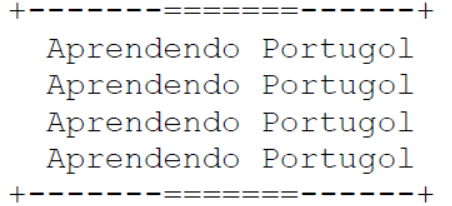 +-------=======------+
Aprendendo Portugol
Aprendendo Portugol
Aprendendo Portugol
Aprendendo Portugol
+-------=======------+